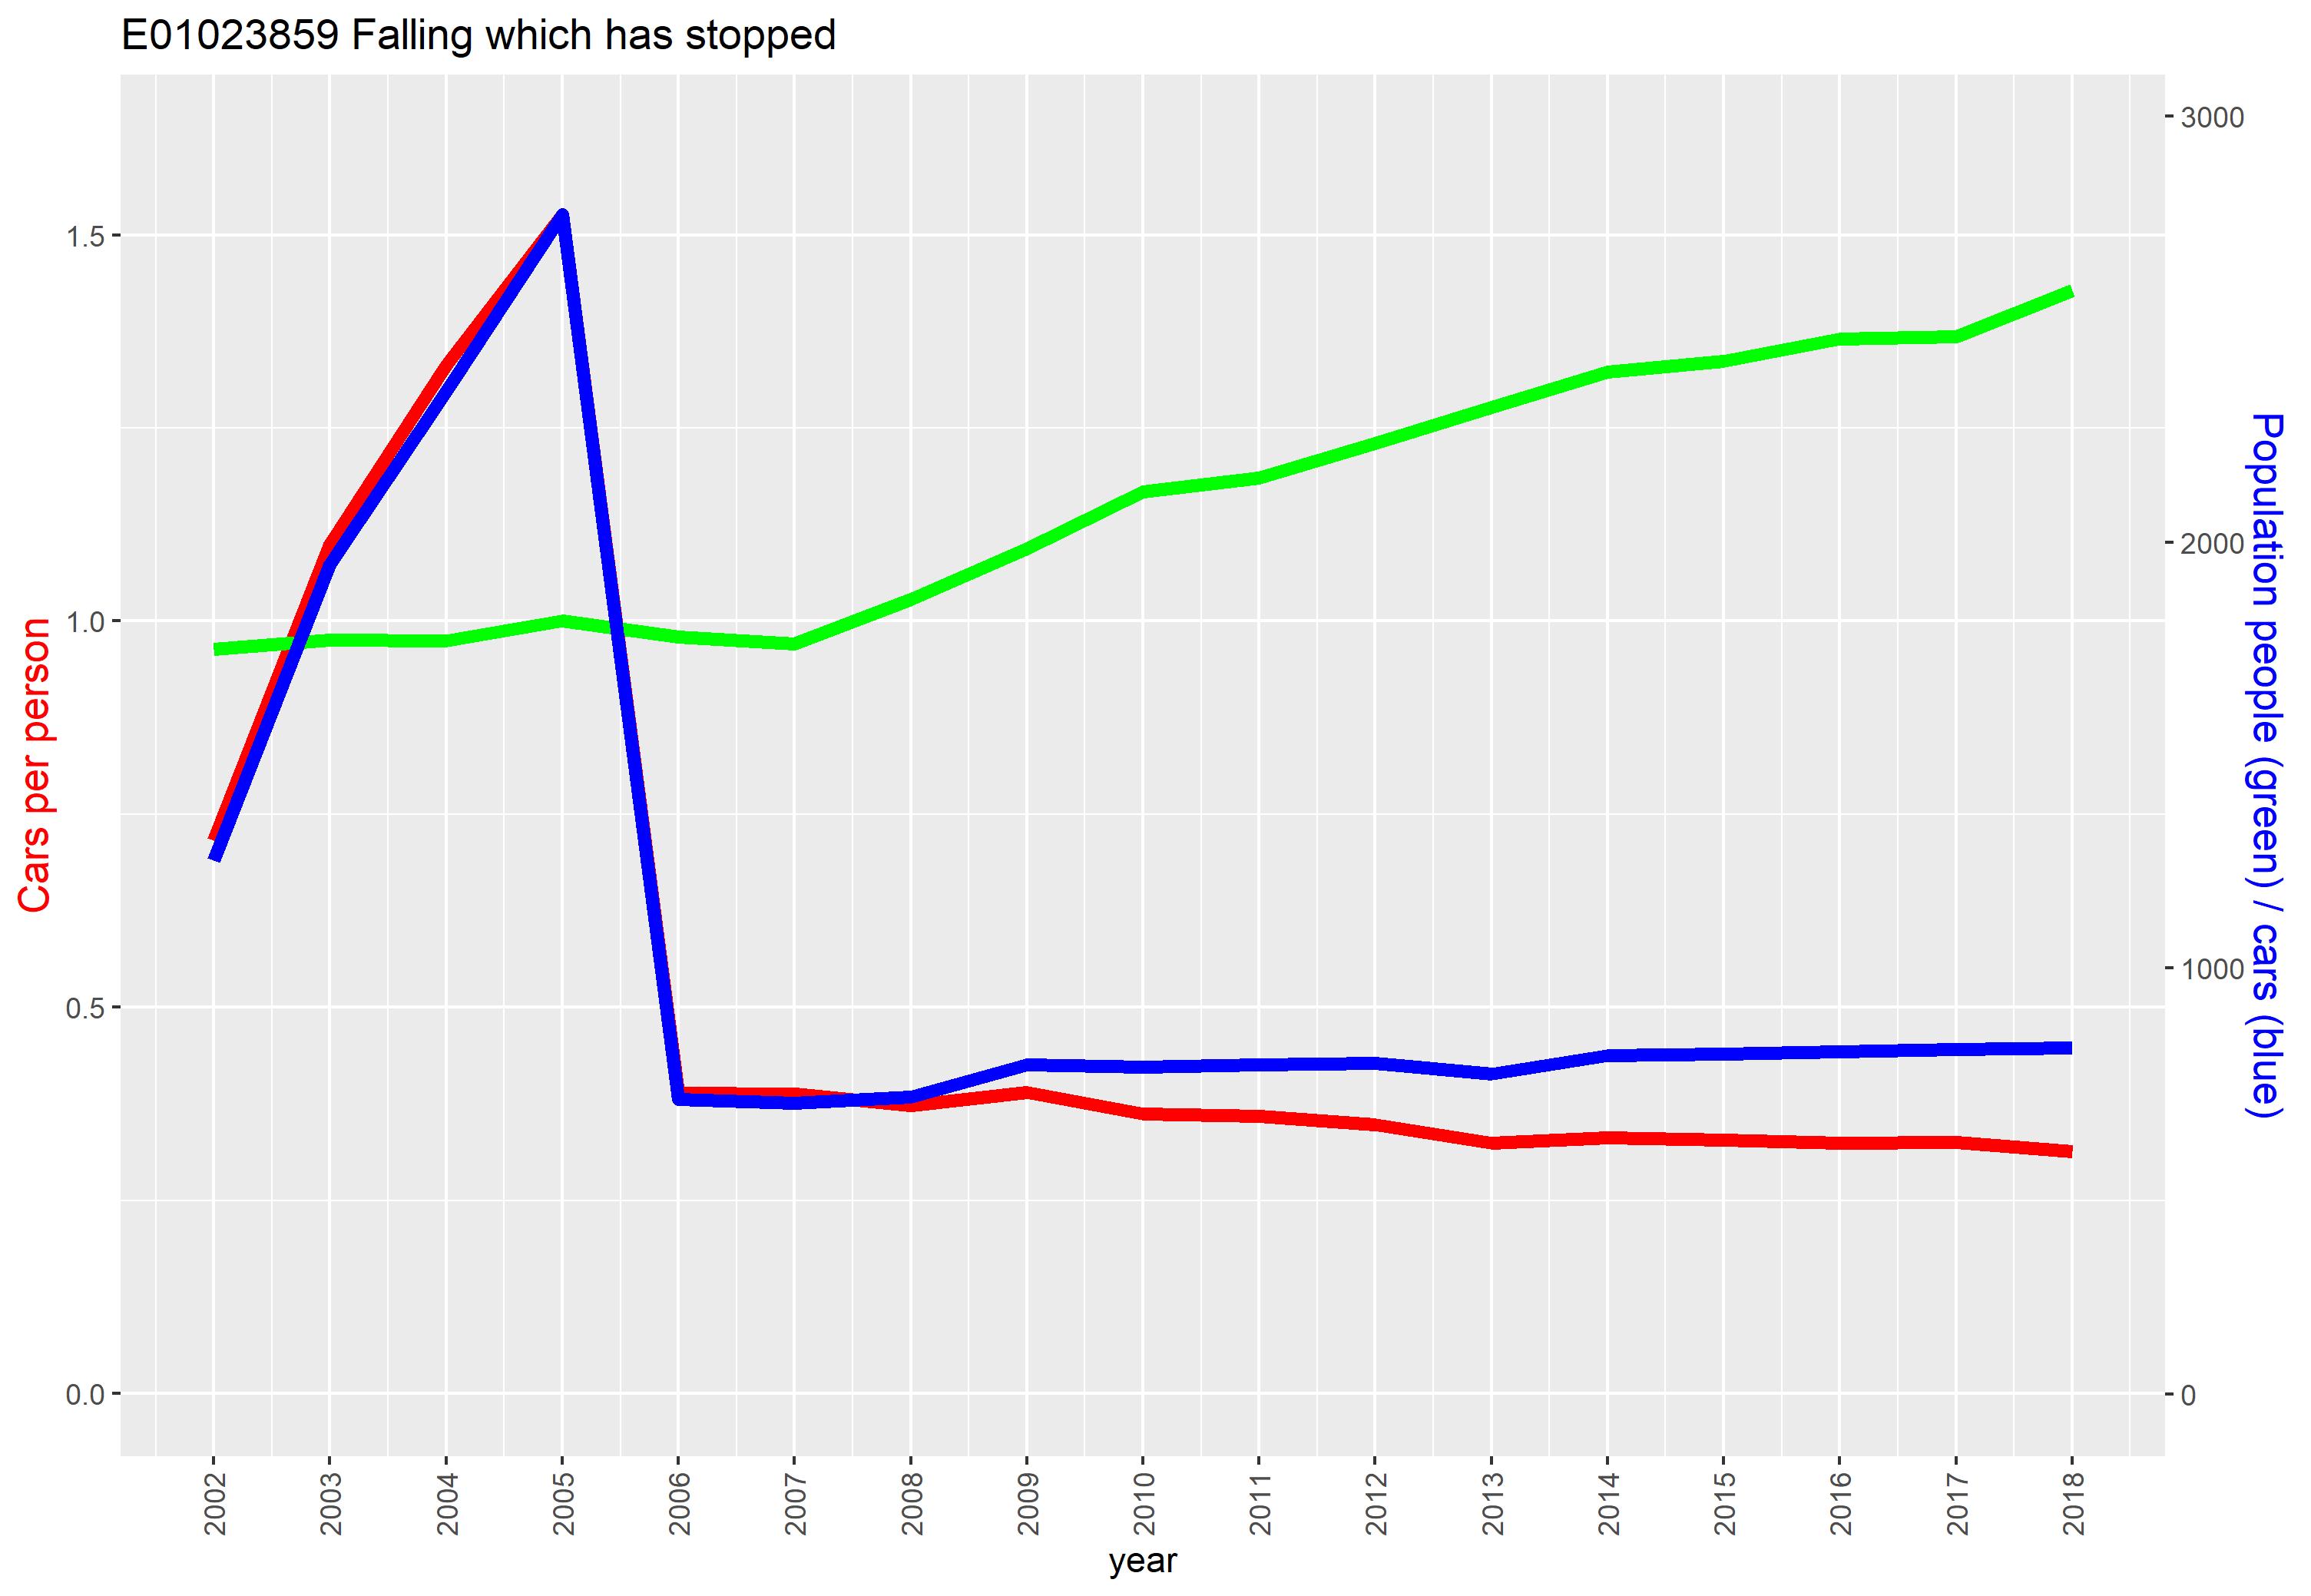 E01023859 Falling which has stopped
Cars per person
1.5
1.0
0.5
0.0
3000
2000
1000
0
Population people (green) / cars (blue)
2002 2003 2004 2005 2006 2007 2008 2009 2010 2011 2012 2013 2014 2015 2016 2017 2018
year